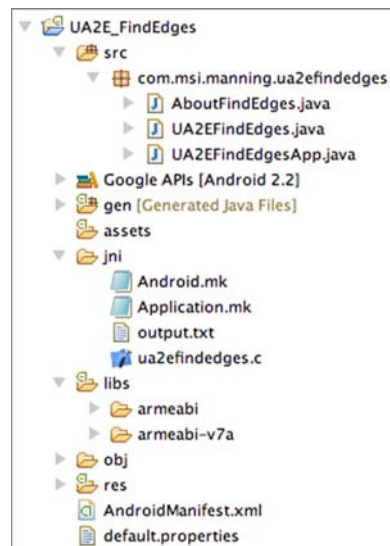 UA2E_FindEdges
src
com.msi.manning.ua2efindedges
AboutFindEdges.java
UA2EFindEdges.java
UA2EFindEdgesApp.java
Google APIs [Android 2.2]
gen [Generated Java Files]
assets
jni
Android.mk
Application.mk
output.txt
ua2efindedges.c
libs
armeabi
armeabi-v7a
obj
res
AndroidManifest.xml
default.properties